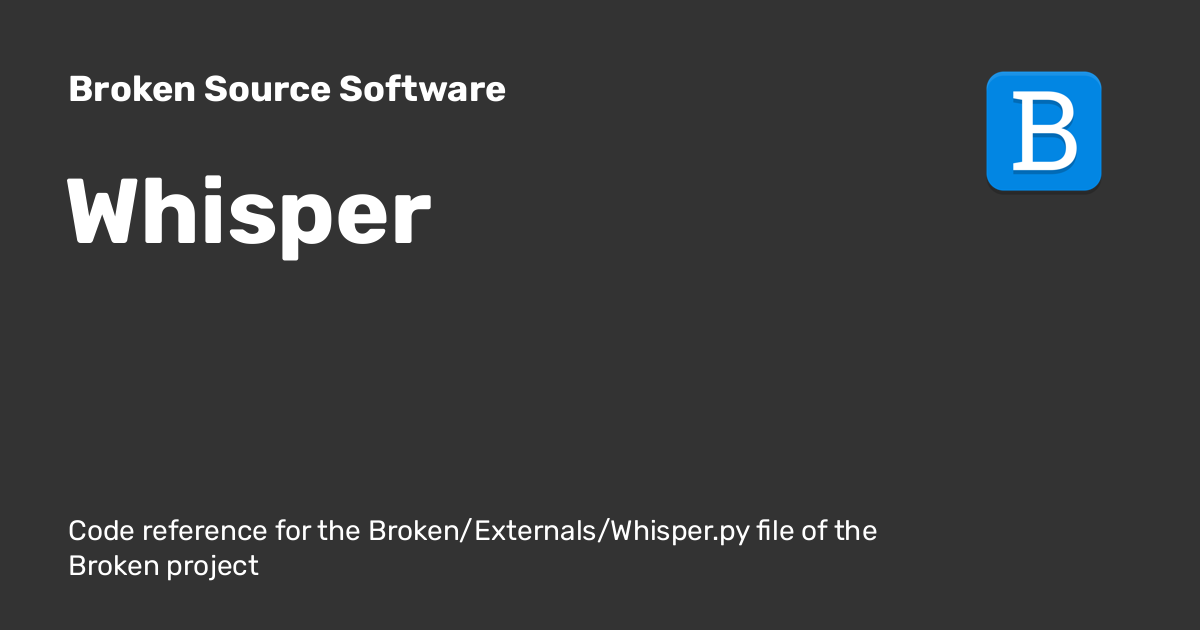 Broken Source Software
B
Whisper
Code reference for the Broken/Externals/Whisper.py file of the
Broken project